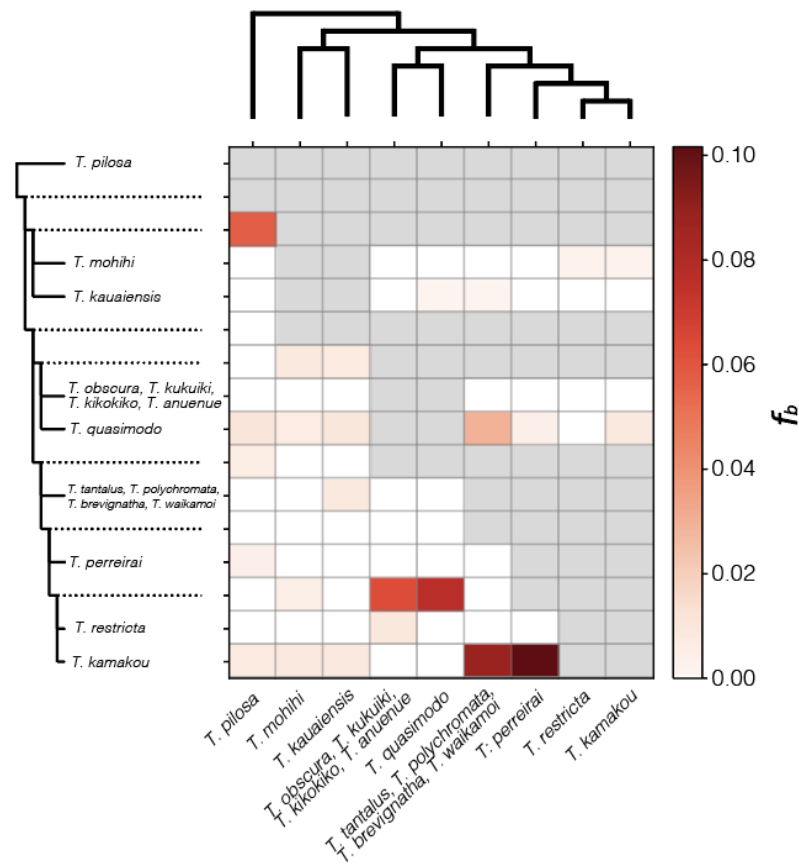 T. pilosa
T. mohihi
T. kauaiensis
T. obscura, T. kukuiki,
T. kikokiko, T. anuenue
T. quasimodo
T. tantalus, T. polychromata,
T. brevignatha, T. waikamoi
T. perreirai
T. restriota
T. kamakou
0.10
0.08
0.06
0.04
0.02
0.00
fb
T. pilosa
T. mohihi
T. kauaiensis
T. obscura, T. kukuiki,
T. kikokiko, T. anuenue
T. quasimodo
T. tantalus, T. polychromata,
T. brevignatha, T. waikamoi
T. perreirai
T. restricta
T. kamakou